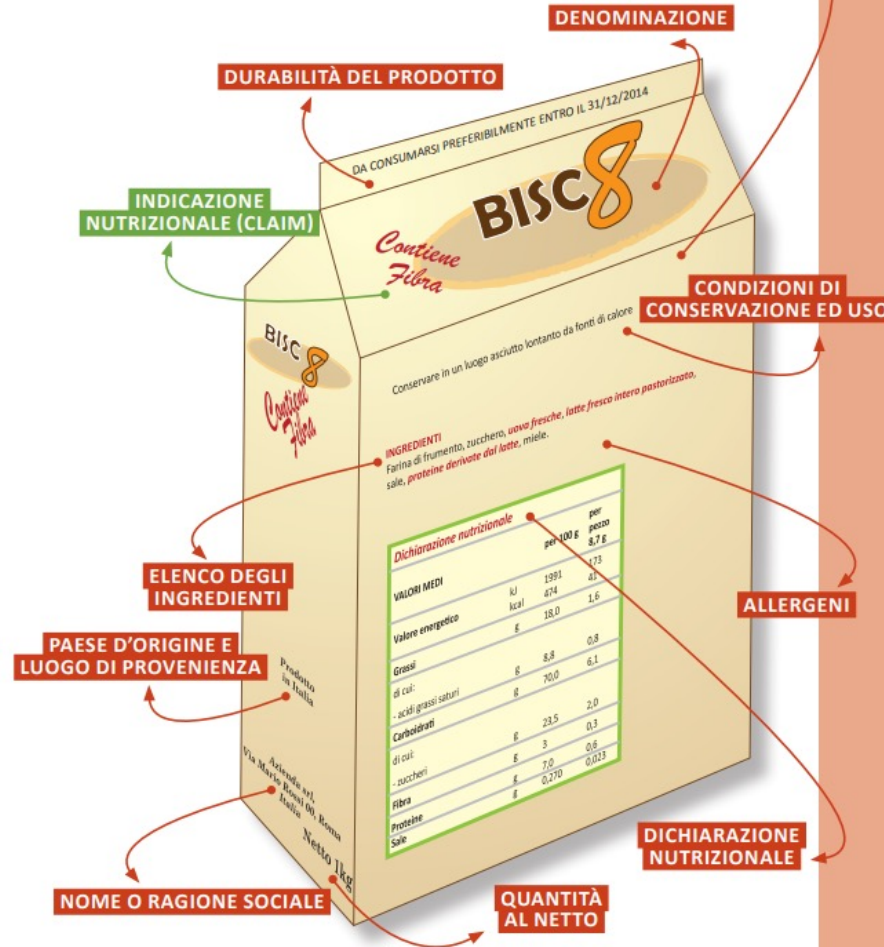 DENOMINAZIONE
DURABILITÀ DEL PRODOTTO
DA CONSUMARSI PREFERIBILMENTE ENTRO IL 31/12/2014
INDICAZIONE
NUTRIZIONALE (CLAIM)
BISC8
Contiene
Fibra
CONDIZIONI DI
CONSERVAZIONE ED USO
Conservare in un luogo asciutto lontanto da fonti di calore
BISC 8
Contiene
Fibra
INGREDIENTI
Farina di frumento, zucchero, uova fresche, latte fresco intero pastorizzato,
sale, proteine derivate dal latte, miele.
Dichiarazione nutrizionale
VALORI MEDI per 100 g per pezzo 8,7 g
Valore energetico kJ 1991 173
kcal 474 41
Grassi g 18,0 1,6
di cui:
- acidi grassi saturi g 8,8 0,8
Carboidrati g 70,0 6,1
di cui:
- zuccheri g 23,5 2,0
Fibra g 3 0,3
Proteine g 7,0 0,6
Sale g 0,270 0,023
ELENCO DEGLI
INGREDIENTI
ALLERGENI
PAESE D'ORIGINE E
LUOGO DI PROVENIENZA
Prodotto
in Italia
Azienda srl,
Via Mario Rossi 00, Roma
Italia
Netto 1kg
DICHIARAZIONE
NUTRIZIONALE
NOME O RAGIONE SOCIALE
QUANTITÀ
AL NETTO